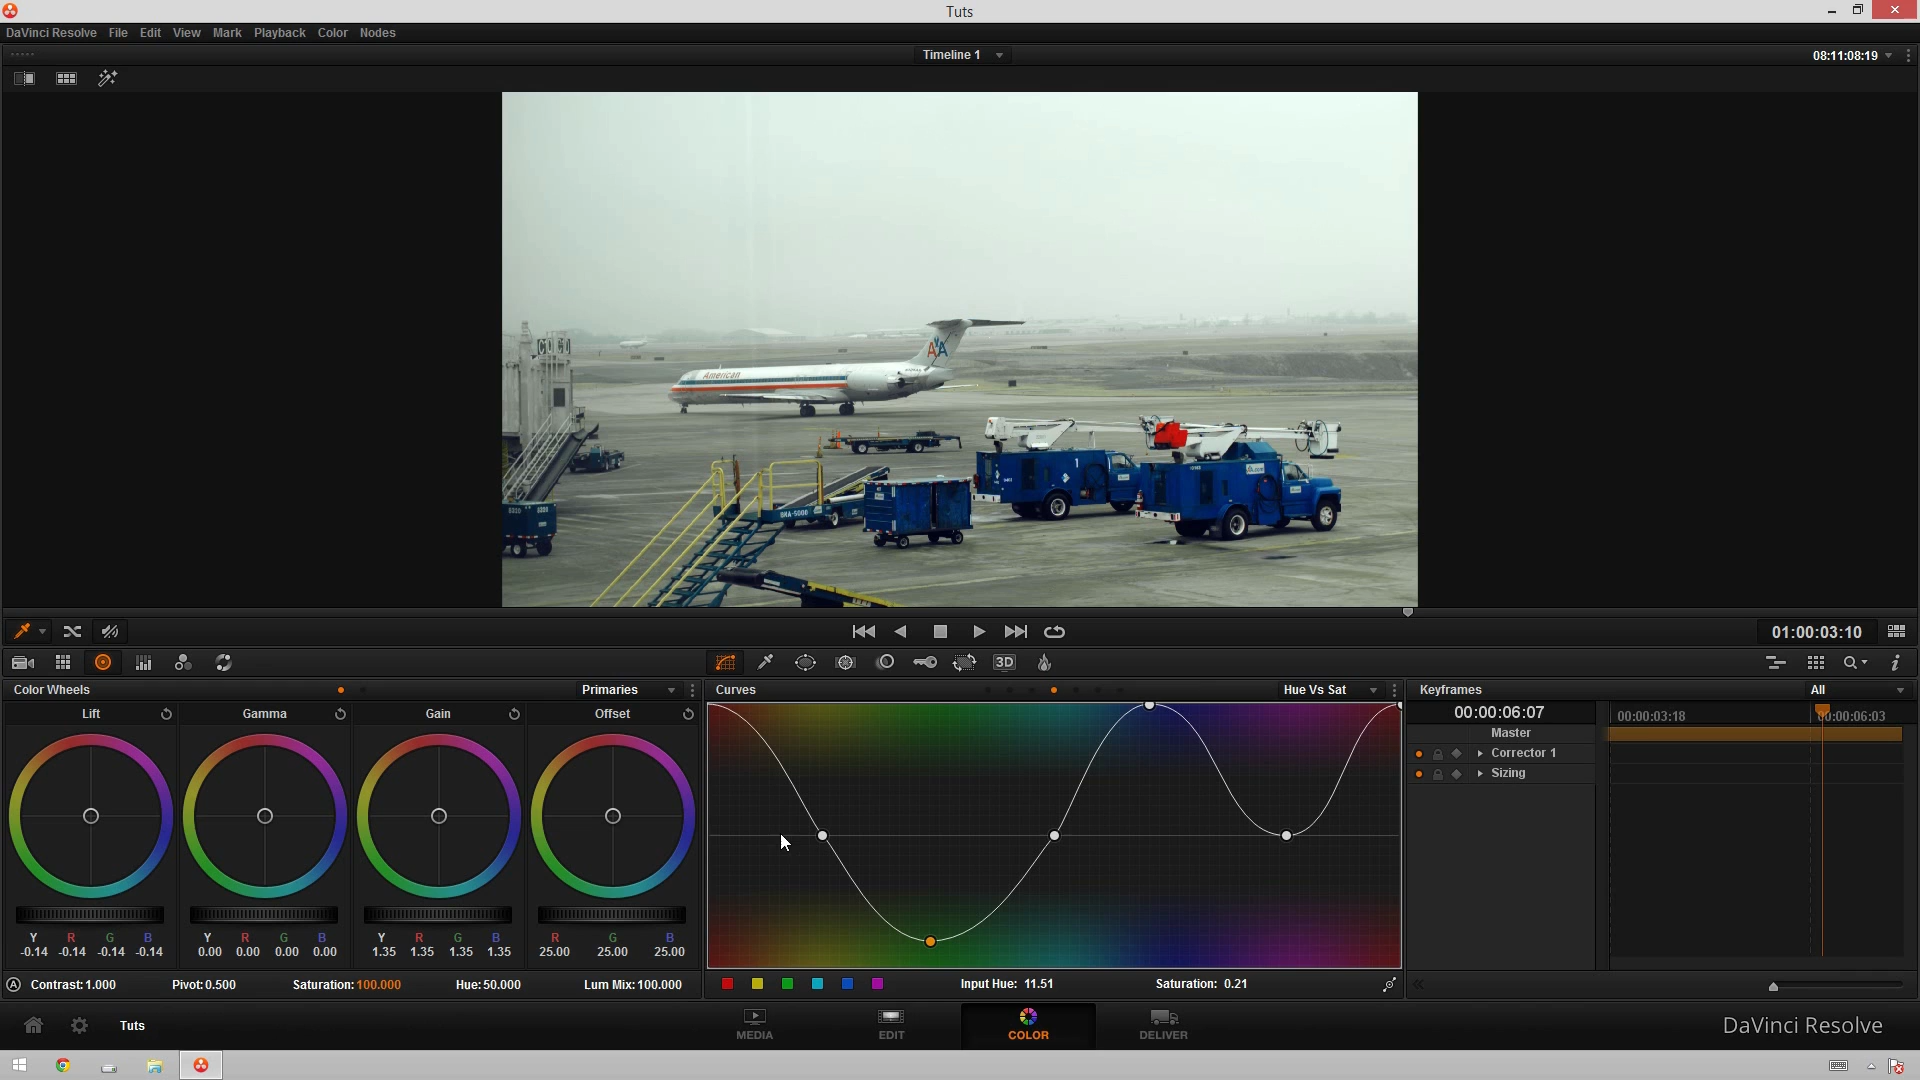 Tuts
DaVinci Resolve File Edit View Mark Playback Color Nodes
Timeline 1
08:11:08:19
American
AA
1
BNA-5000
01:00:03:10
3D
Color Wheels
Primaries
Curves
Hue Vs Sat
Keyframes
All
Lift
Gamma
Gain
Offset
00:00:06:07
00:00:03:18
00:00:06:03
Master
Corrector 1
Sizing
Y R G B
-0.14 -0.14 -0.14 -0.14
Y R G B
0.00 0.00 0.00 0.00
Y R G B
1.35 1.35 1.35 1.35
R G B
25.00 25.00 25.00
A Contrast:1.000 Pivot:0.500 Saturation:100.000 Hue:50.000 Lum Mix:100.000
Input Hue: 11.51 Saturation: 0.21
Tuts
MEDIA
EDIT
COLOR
DELIVER
DaVinci Resolve